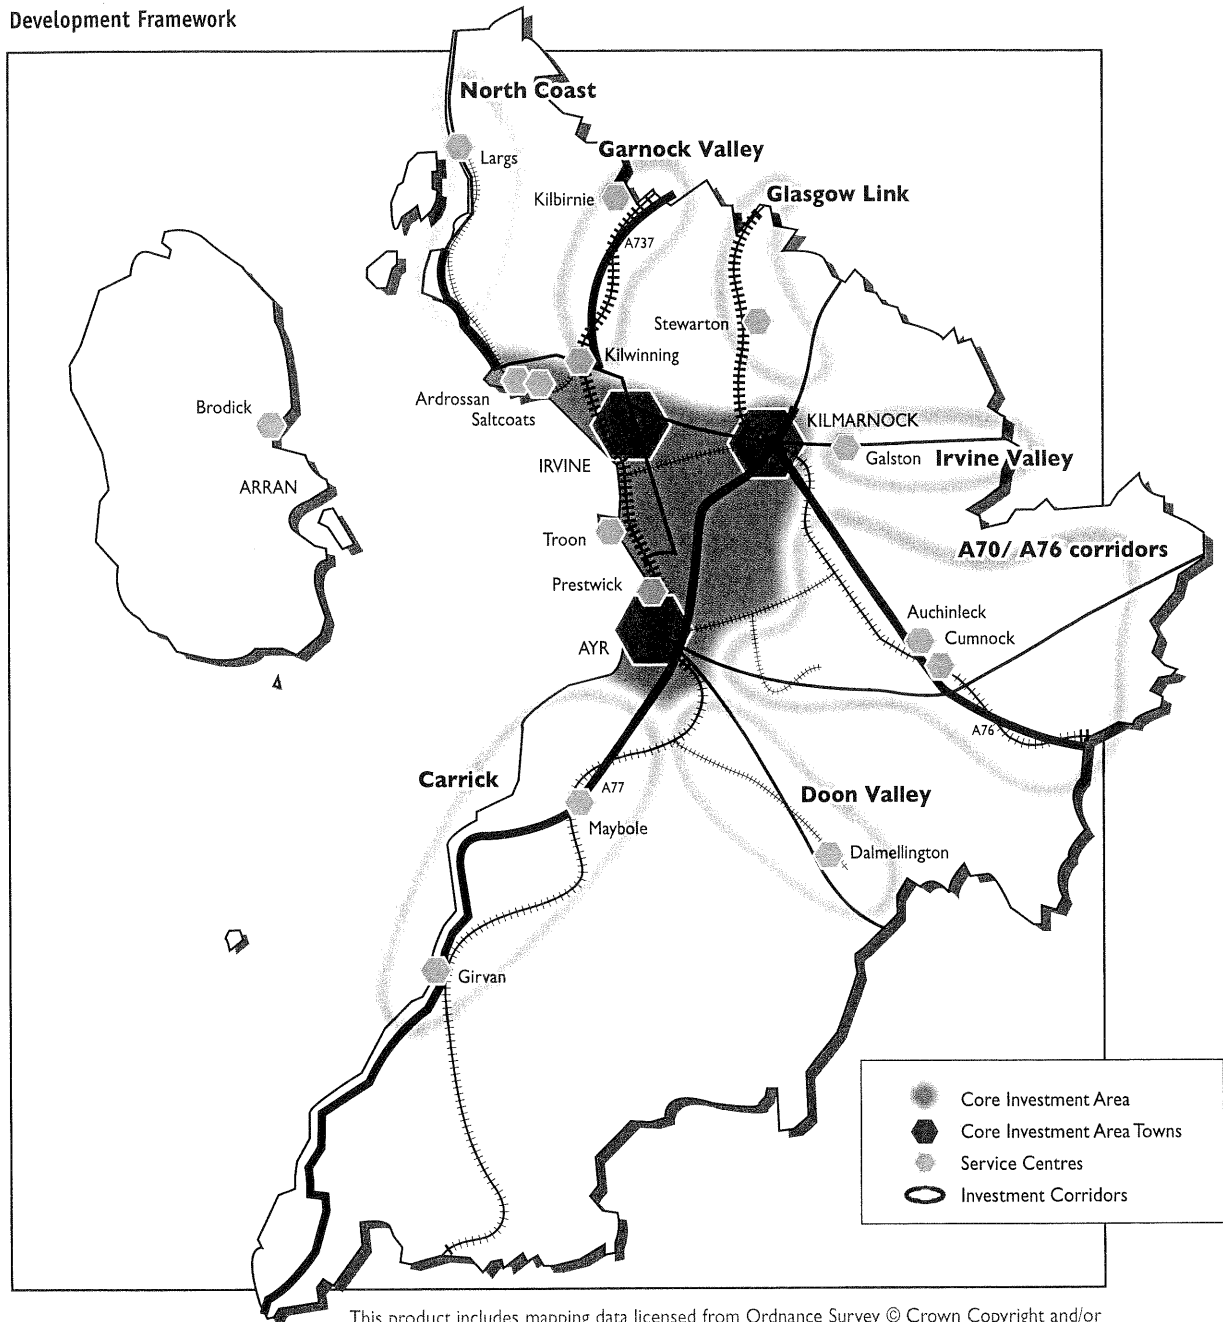 Development Framework
North Coast
Largs
Garnock Valley
Kilbirnie
Glasgow Link
A737
Stewarton
Kilwinning
Ardrossan
Saltcoats
Brodick
KILMARNOCK
Galston
Irvine Valley
IRVINE
ARRAN
Troon
A70/ A76 corridors
Prestwick
Auchinleck
Cumnock
AYR
A76
Carrick
A77
Doon Valley
Maybole
Dalmellington
Girvan
Core Investment Area
Core Investment Area Towns
Service Centres
Investment Corridors
This product includes mapping data licensed from Ordnance Survey © Crown Copyright and/or